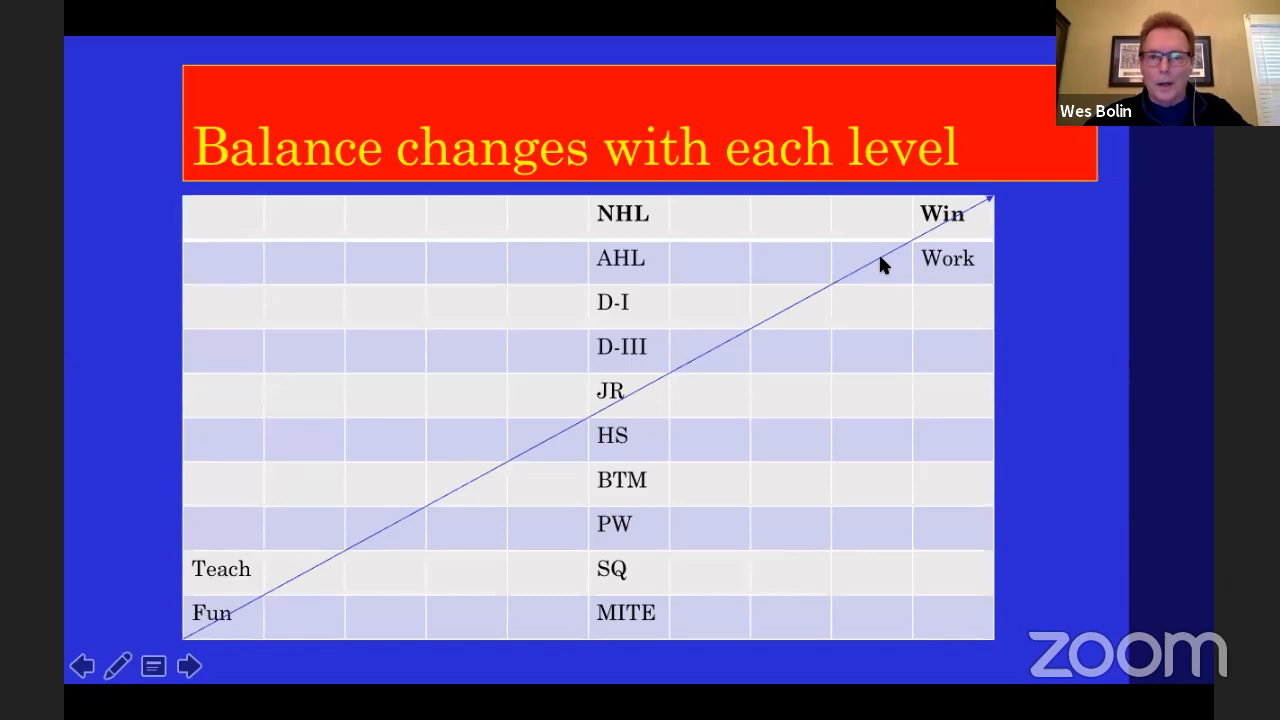 Wes Bolin
Balance changes with each level
NHL Win
AHL Work
D-I
D-III
JR
HS
BTM
PW
Teach SQ
Fun MITE
zoom